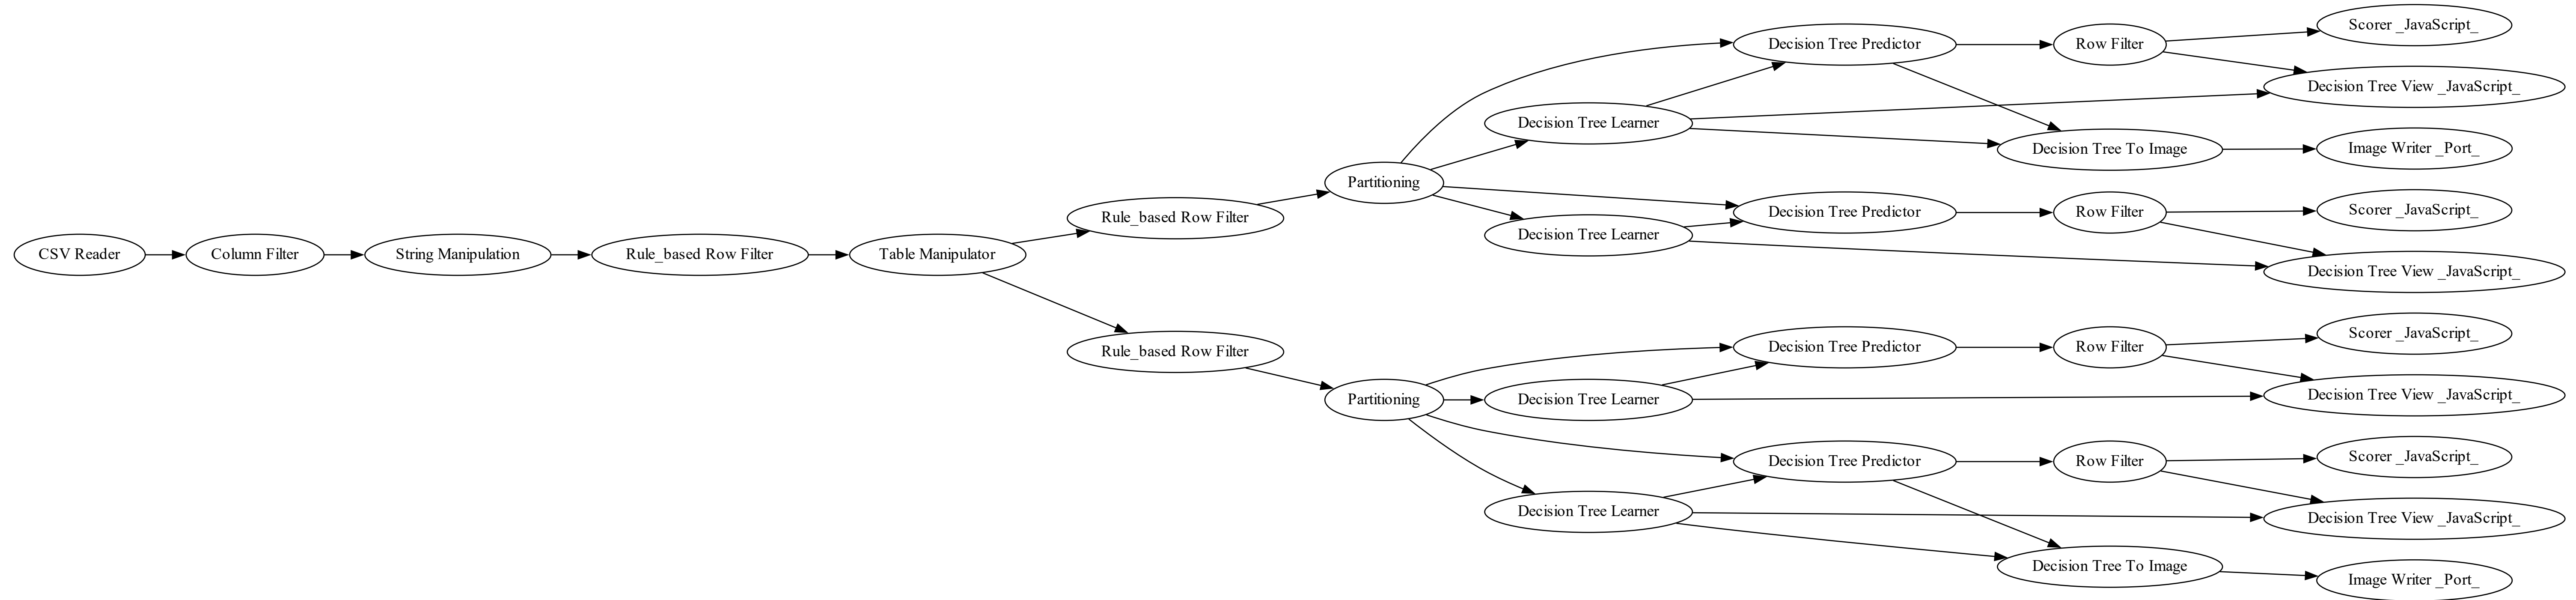 CSV Reader
Column Filter
String Manipulation
Rule_based Row Filter
Table Manipulator
Rule_based Row Filter
Rule_based Row Filter
Partitioning
Decision Tree Learner
Decision Tree Predictor
Row Filter
Scorer _JavaScript_
Decision Tree View _JavaScript_
Decision Tree To Image
Image Writer _Port_
Decision Tree Learner
Decision Tree Predictor
Row Filter
Scorer _JavaScript_
Decision Tree View _JavaScript_
Partitioning
Decision Tree Learner
Decision Tree Predictor
Row Filter
Scorer _JavaScript_
Decision Tree View _JavaScript_
Decision Tree Learner
Decision Tree Predictor
Row Filter
Scorer _JavaScript_
Decision Tree View _JavaScript_
Decision Tree To Image
Image Writer _Port_